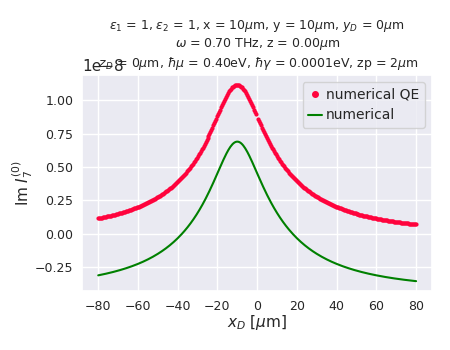 ε₁ = 1, ε₂ = 1, x = 10μm, y = 10μm, y_D = 0μm
ω = 0.70 THz, z = 0.00μm
z_D = 0μm, ħμ = 0.40eV, ħγ = 0.0001eV, zp = 2μm
1e−8
numerical QE
numerical
1.00
0.75
0.50
0.25
0.00
−0.25
Im I₇⁽⁰⁾
−80 −60 −40 −20 0 20 40 60 80
x_D [μm]